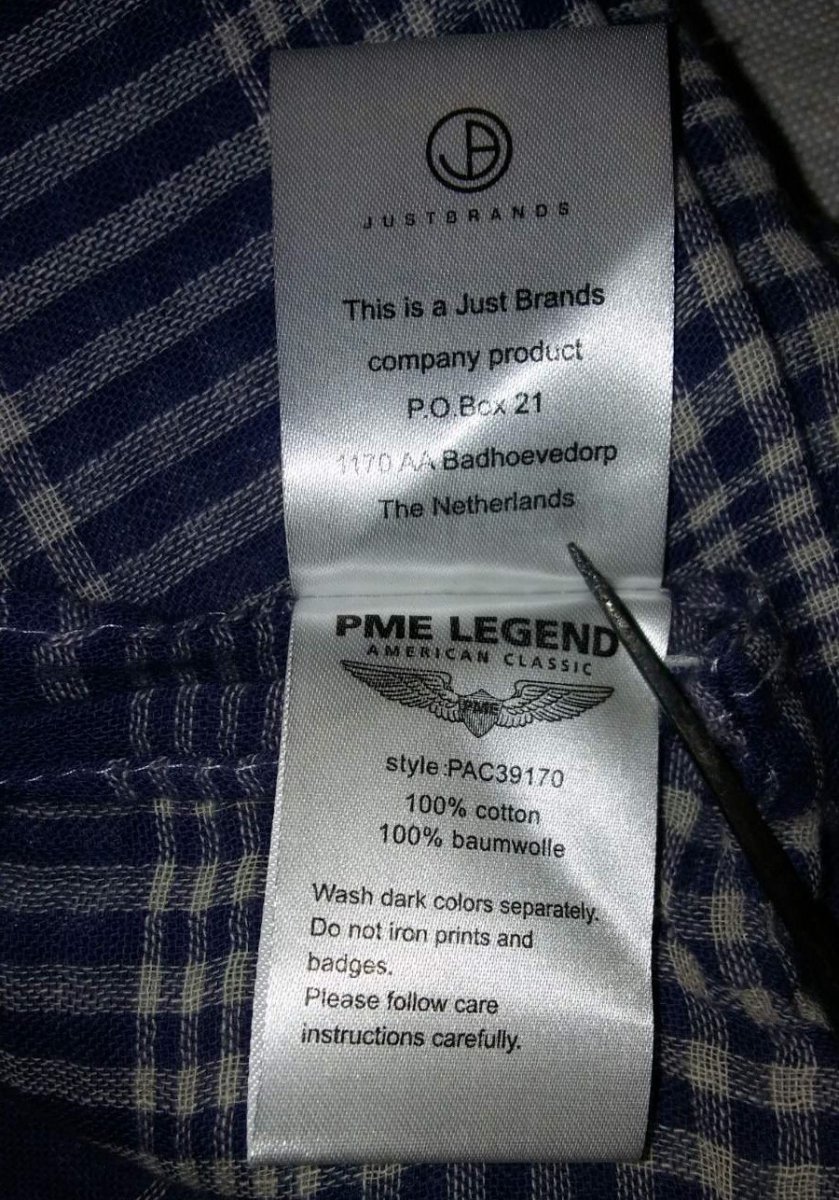 JB
JUSTBRANDS
This is a Just Brands
company product
P.O.Box 21
1170 AA Badhoevedorp
The Netherlands
PME LEGEND
AMERICAN CLASSIC
PME
style:PAC39170
100% cotton
100% baumwolle
Wash dark colors separately.
Do not iron prints and
badges.
Please follow care
instructions carefully.